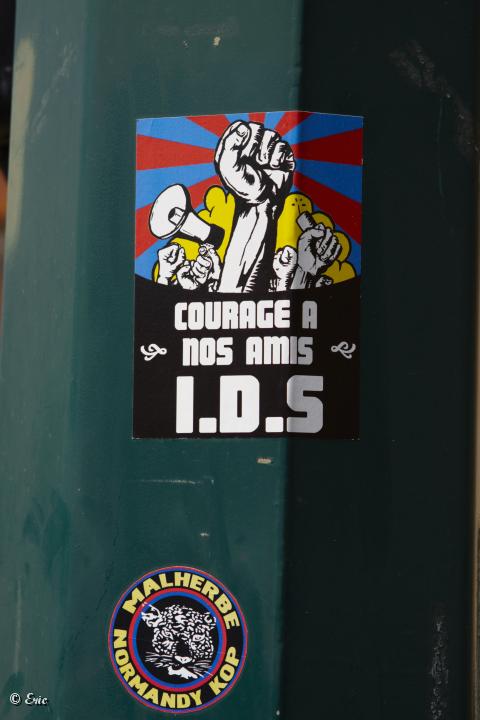 COURAGE A
NOS AMIS
I.D.S
MALHERBE
NORMANDY KOP
© Eric